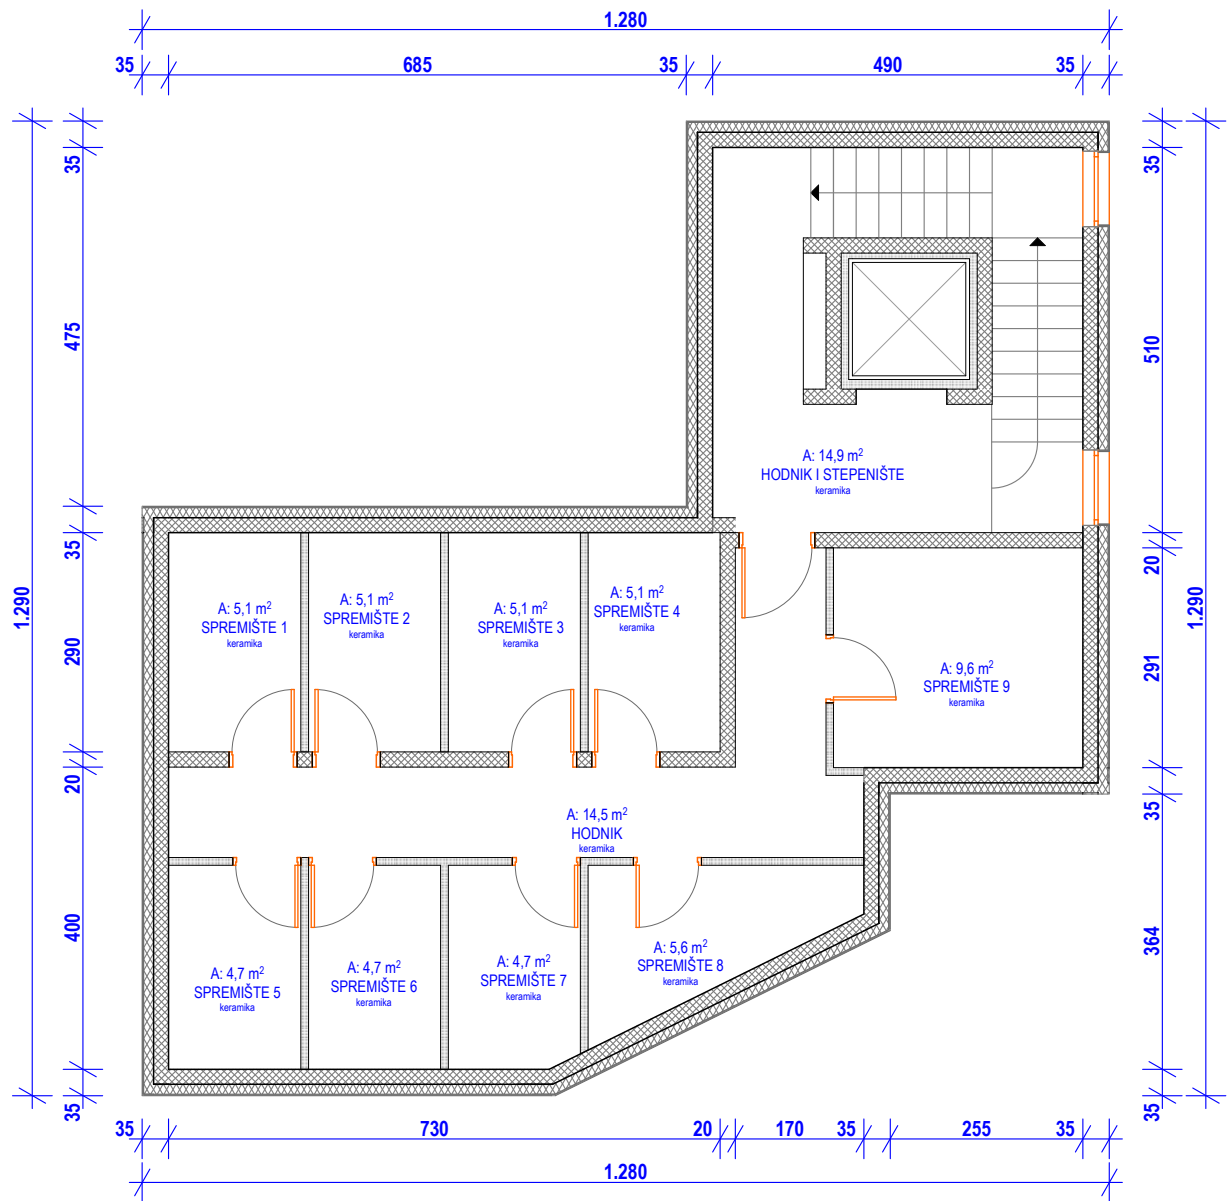 1.280
35 685 35 490 35
35
475
35
290
20
400
35
1.290
35
510
20
291
35
364
35
1.290
A: 14,9 m²
HODNIK I STEPENIŠTE
keramika
A: 5,1 m²
SPREMIŠTE 1
keramika
A: 5,1 m²
SPREMIŠTE 2
keramika
A: 5,1 m²
SPREMIŠTE 3
keramika
A: 5,1 m²
SPREMIŠTE 4
keramika
A: 9,6 m²
SPREMIŠTE 9
keramika
A: 14,5 m²
HODNIK
keramika
A: 4,7 m²
SPREMIŠTE 5
keramika
A: 4,7 m²
SPREMIŠTE 6
keramika
A: 4,7 m²
SPREMIŠTE 7
keramika
A: 5,6 m²
SPREMIŠTE 8
keramika
35 730 20 170 35 255 35
1.280